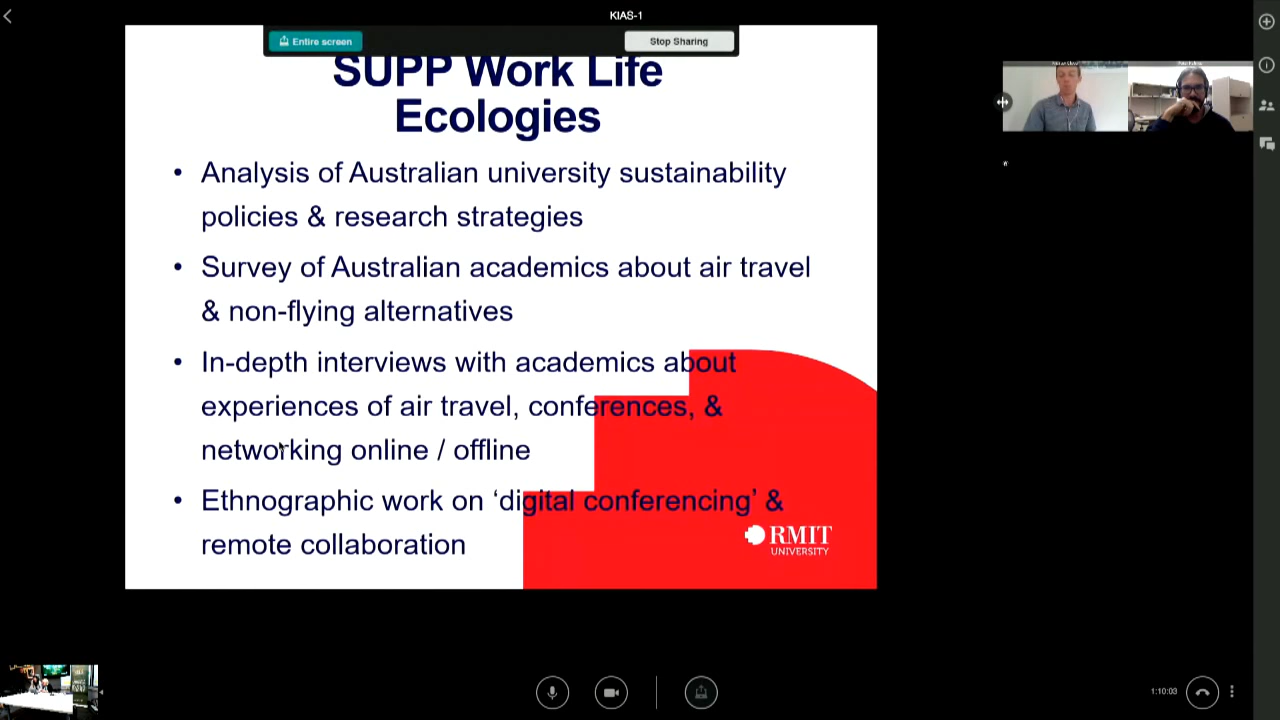 KIAS-1
Entire screen
Stop Sharing
SUPP Work Life
Ecologies
• Analysis of Australian university sustainability
policies & research strategies
• Survey of Australian academics about air travel
& non-flying alternatives
• In-depth interviews with academics about
experiences of air travel, conferences, &
networking online / offline
• Ethnographic work on ‘digital conferencing’ &
remote collaboration
RMIT
UNIVERSITY
1:10:03